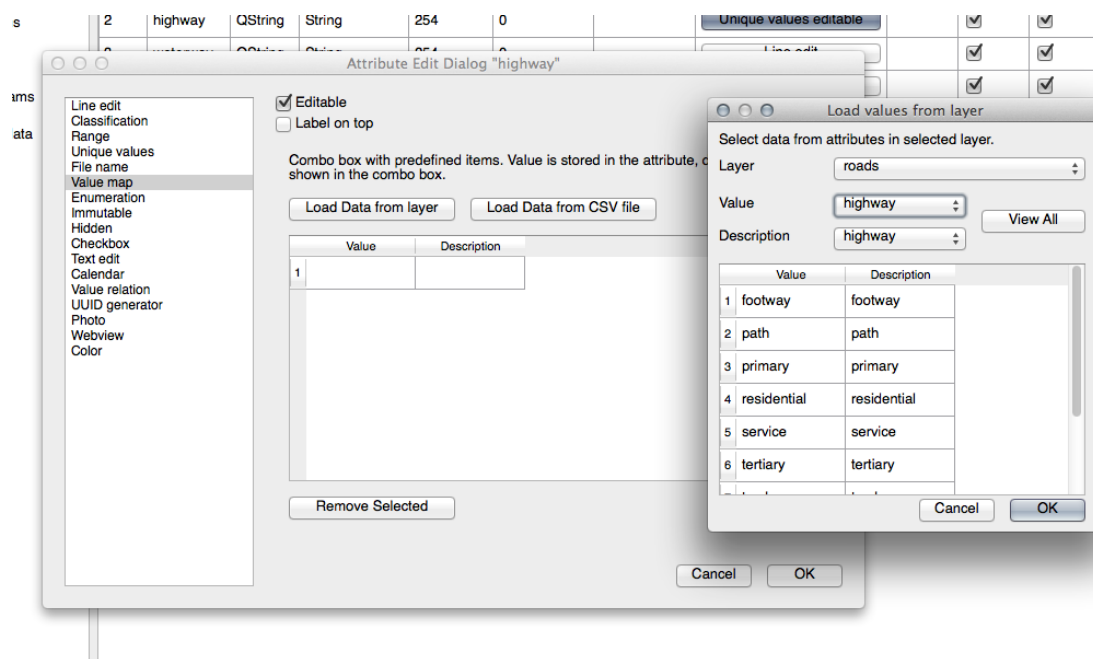 s
2 highway QString String 254 0 Unique values editable
Line edit
Attribute Edit Dialog "highway"
ams
ata
Line edit
Classification
Range
Unique values
File name
Value map
Enumeration
Immutable
Hidden
Checkbox
Text edit
Calendar
Value relation
UUID generator
Photo
Webview
Color
Editable
Label on top
Combo box with predefined items. Value is stored in the attribute,
shown in the combo box.
Load Data from layer Load Data from CSV file
Value Description
1
Remove Selected
Cancel OK
Load values from layer
Select data from attributes in selected layer.
Layer roads
Value highway
View All
Description highway
Value Description
1 footway footway
2 path path
3 primary primary
4 residential residential
5 service service
6 tertiary tertiary
Cancel OK